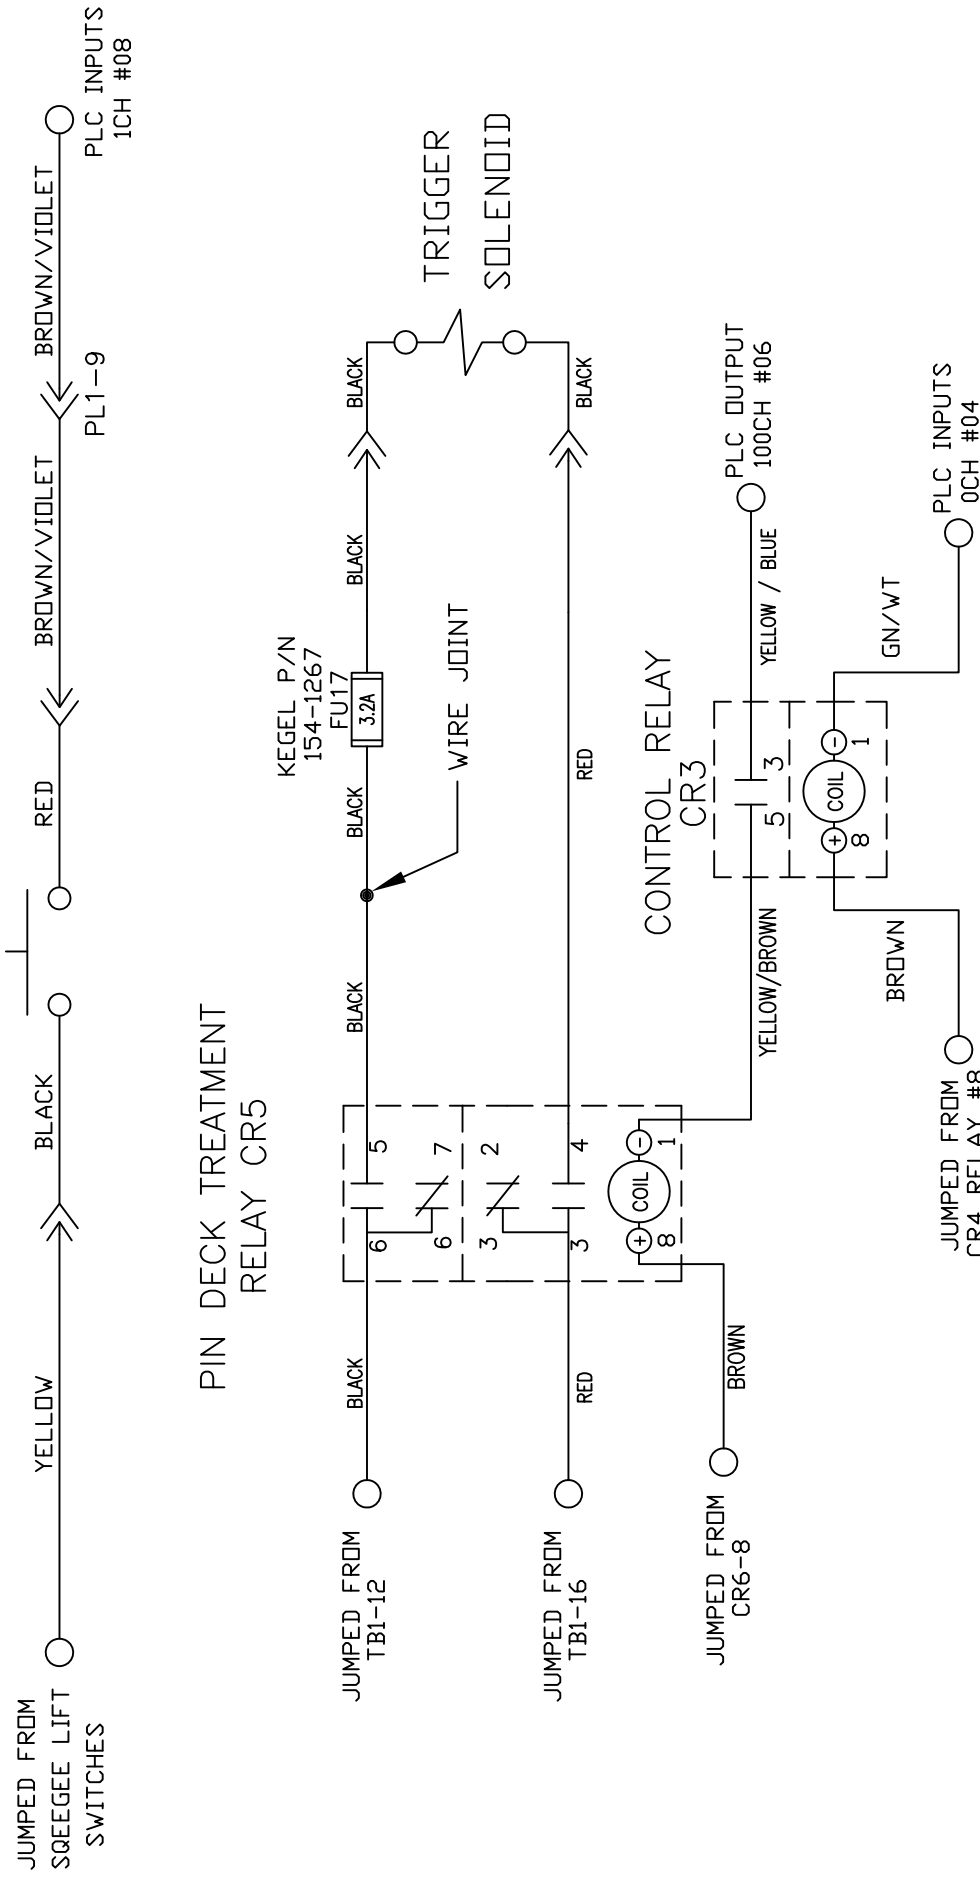 JUMPED FROM
SQEEGEE LIFT
SWITCHES
YELLOW
BLACK
RED
BROWN/VIOLET
PL1-9
BROWN/VIOLET
PLC INPUTS
1CH #08
PIN DECK TREATMENT
RELAY CR5
JUMPED FROM
TB1-12
BLACK
6
5
6
7
BLACK
WIRE JOINT
BLACK
KEGEL P/N
154-1267
FU17
3.2A
BLACK
BLACK
TRIGGER
SOLENOID
JUMPED FROM
TB1-16
RED
3
2
3
4
RED
BLACK
JUMPED FROM
CR6-8
BROWN
+
8
COIL
-
1
YELLOW/BROWN
CONTROL RELAY
CR3
5
3
YELLOW / BLUE
PLC OUTPUT
100CH #06
JUMPED FROM
CR4 RELAY #8
BROWN
+
8
COIL
-
1
GN/WT
PLC INPUTS
0CH #04